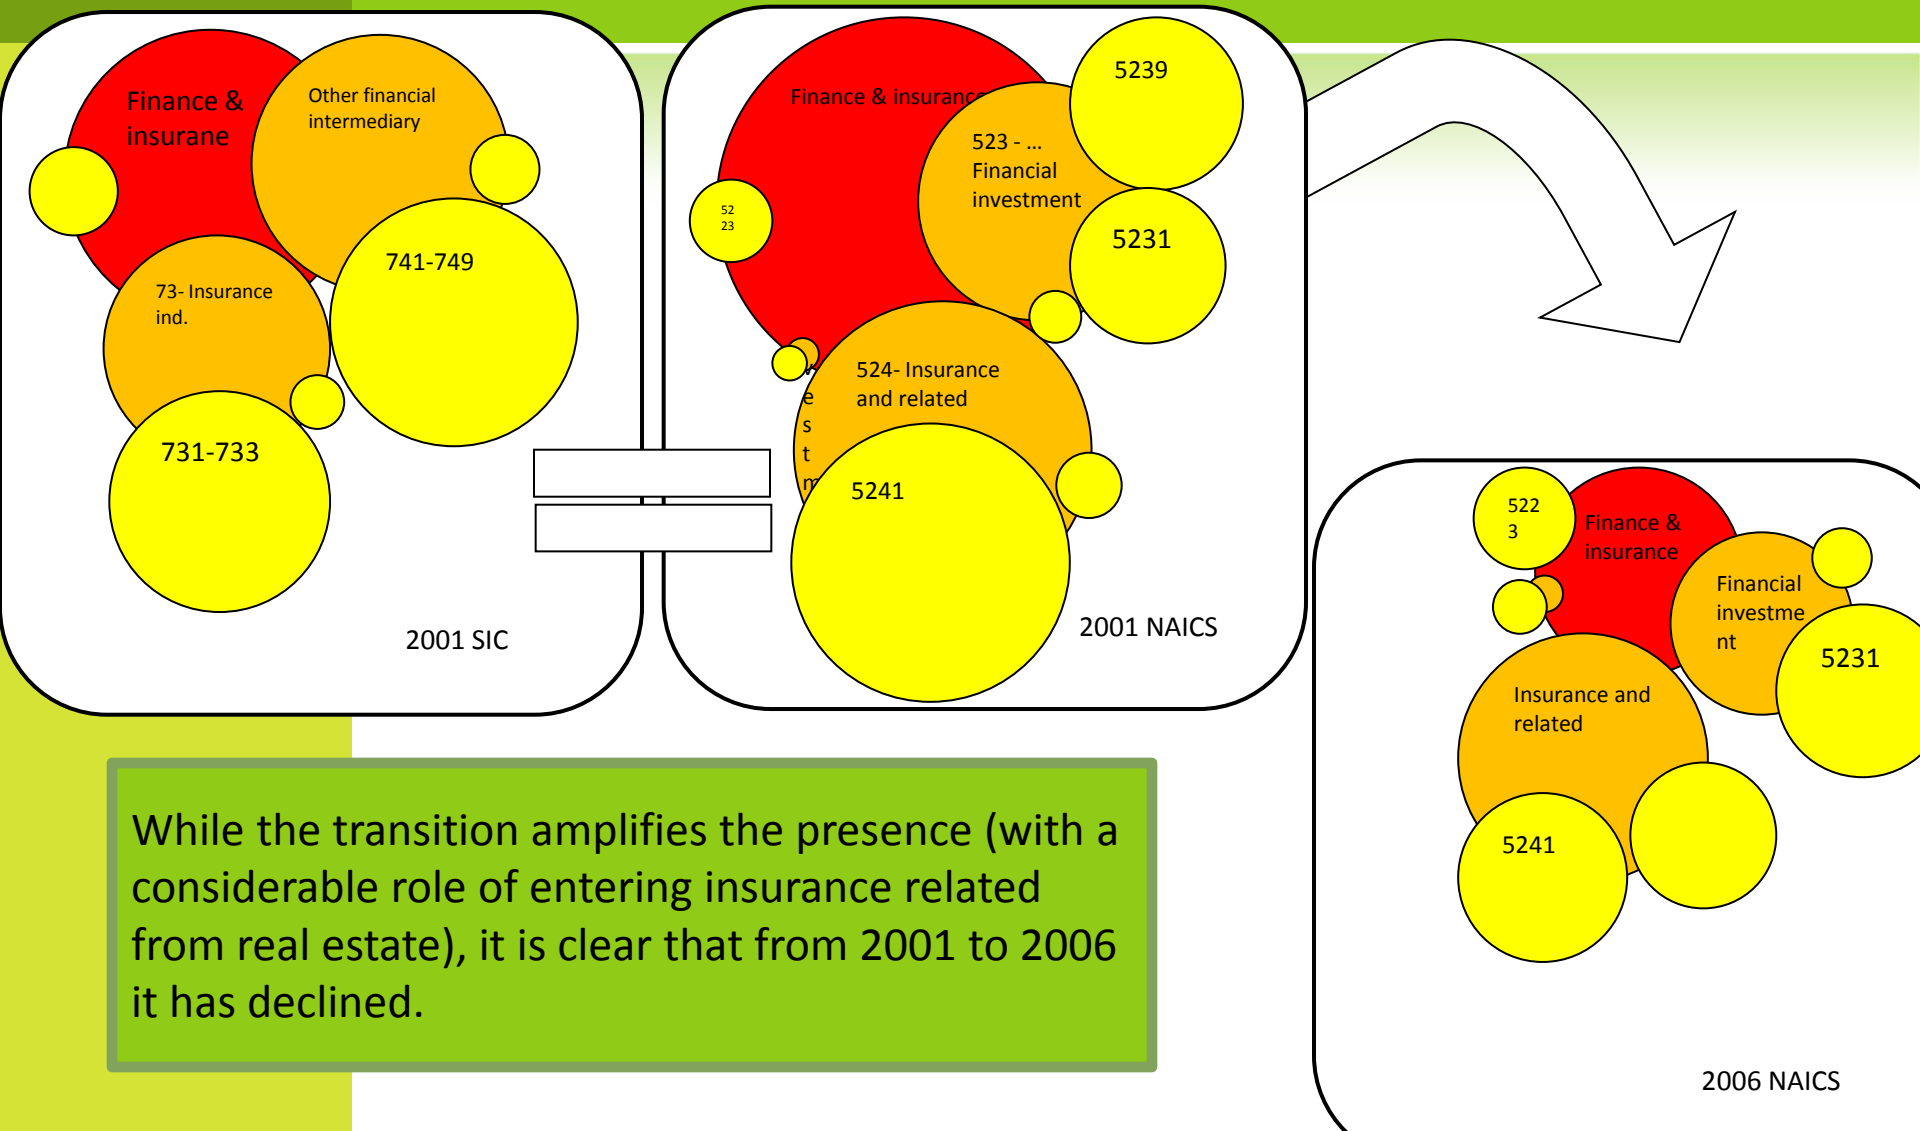 Finance &
insurane
Other financial
intermediary
73- Insurance
ind.
741-749
731-733
2001 SIC
Finance & insurance
523 - ...
Financial
investment
5239
5231
52
23
524- Insurance
and related
e
s
t
m
5241
2001 NAICS
522
3
Finance &
insurance
Financial
investme
nt
5231
Insurance and
related
5241
2006 NAICS
While the transition amplifies the presence (with a
considerable role of entering insurance related
from real estate), it is clear that from 2001 to 2006
it has declined.